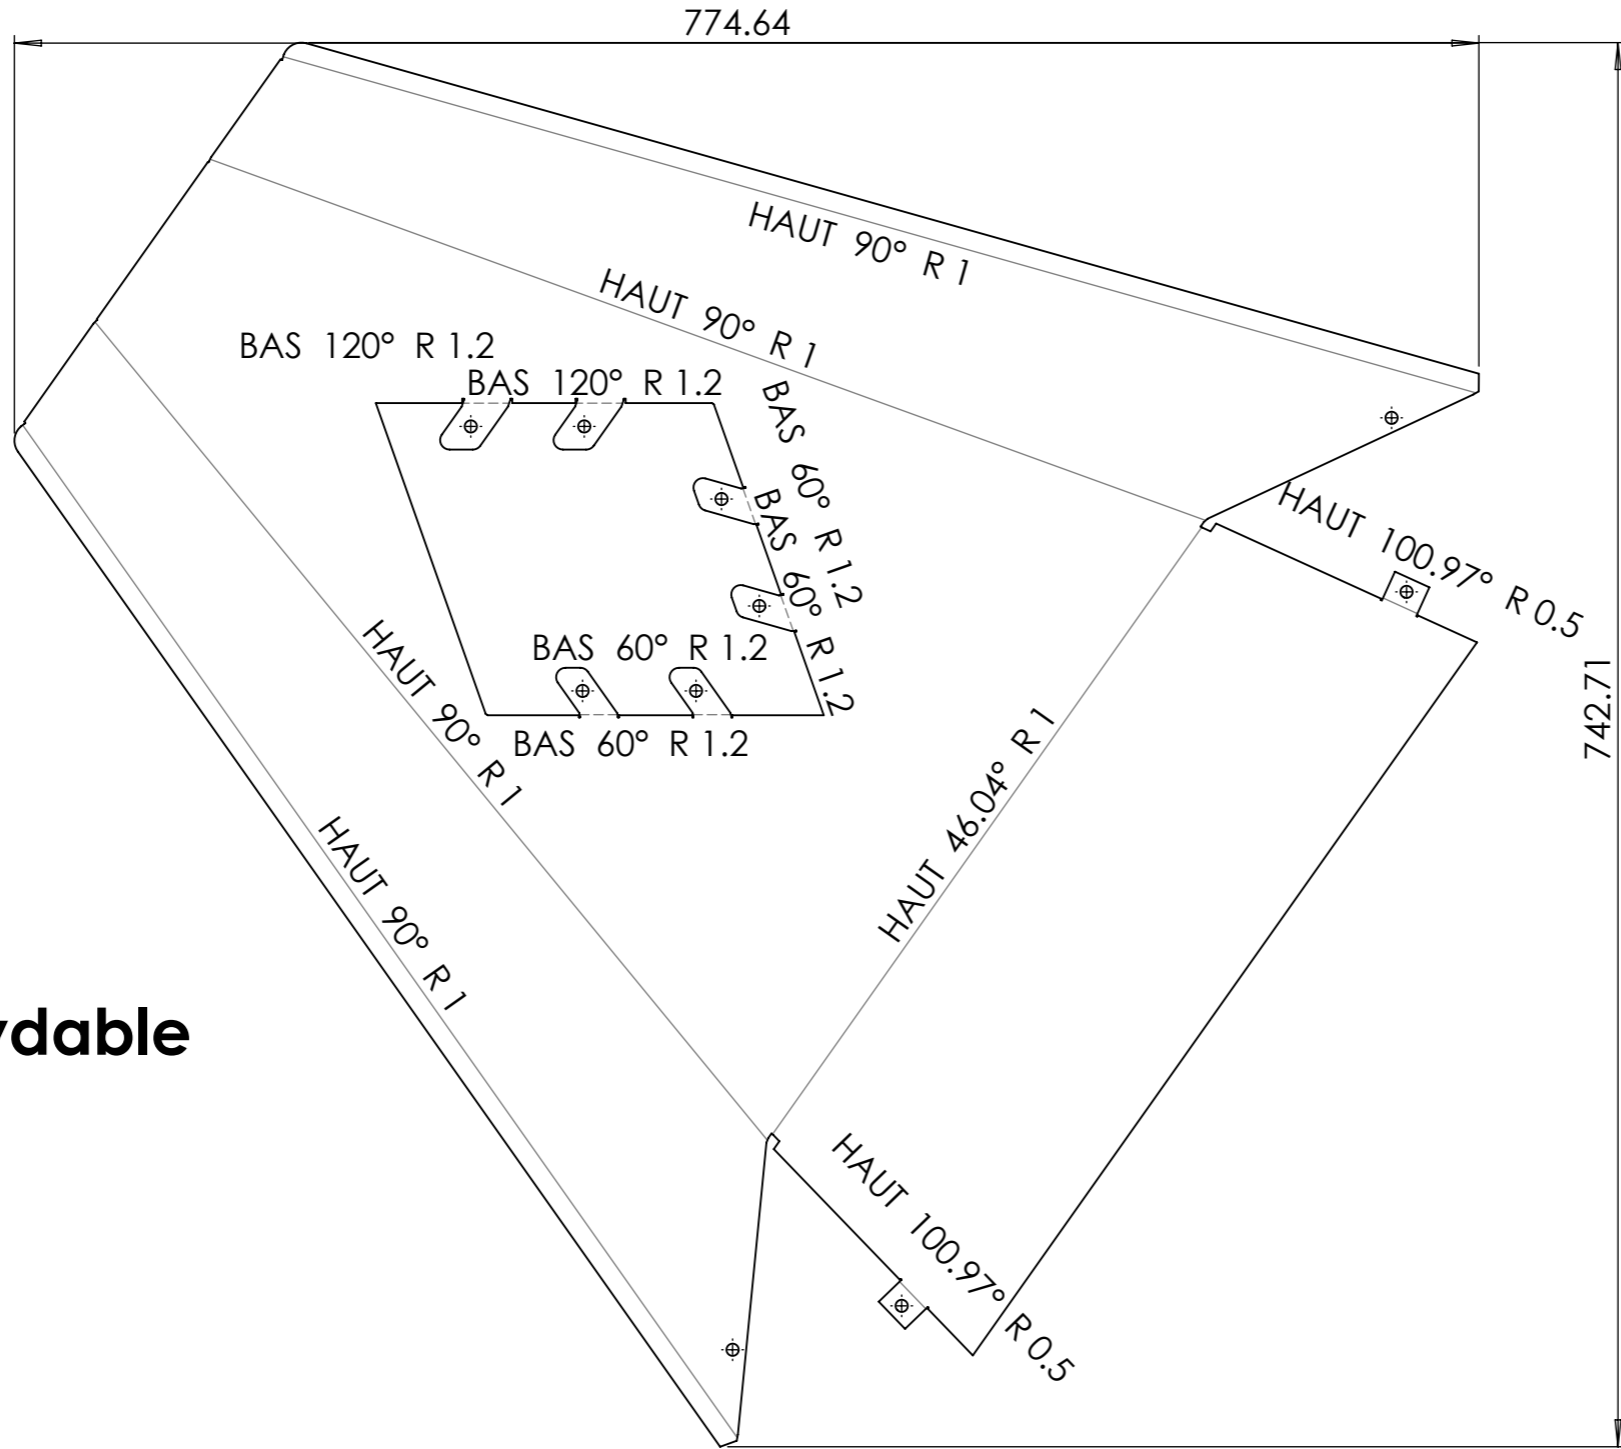 774.64
HAUT 90° R 1
HAUT 90° R 1
BAS 120° R 1.2
BAS 120° R 1.2
BAS 60° R 1.2
BAS 60° R 1.2
HAUT 100.97° R 0.5
BAS 60° R 1.2
BAS 60° R 1.2
HAUT 90° R 1
742.71
HAUT 46.04° R 1
HAUT 90° R 1
ydable
HAUT 100.97° R 0.5